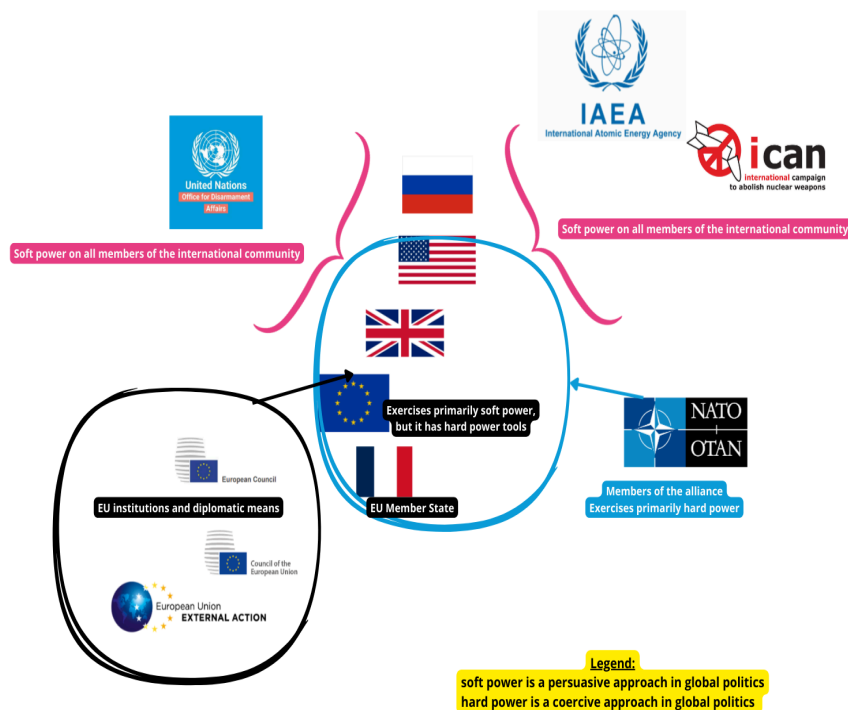 IAEA
International Atomic Energy Agency
ican
international campaign
to abolish nuclear weapons
United Nations
Office for Disarmament
Affairs
Soft power on all members of the international community
Soft power on all members of the international community
Exercises primarily soft power,
but it has hard power tools
NATO
OTAN
Members of the alliance
Exercises primarily hard power
European Council
EU institutions and diplomatic means
EU Member State
Council of the
European Union
European Union
EXTERNAL ACTION
Legend:
soft power is a persuasive approach in global politics
hard power is a coercive approach in global politics